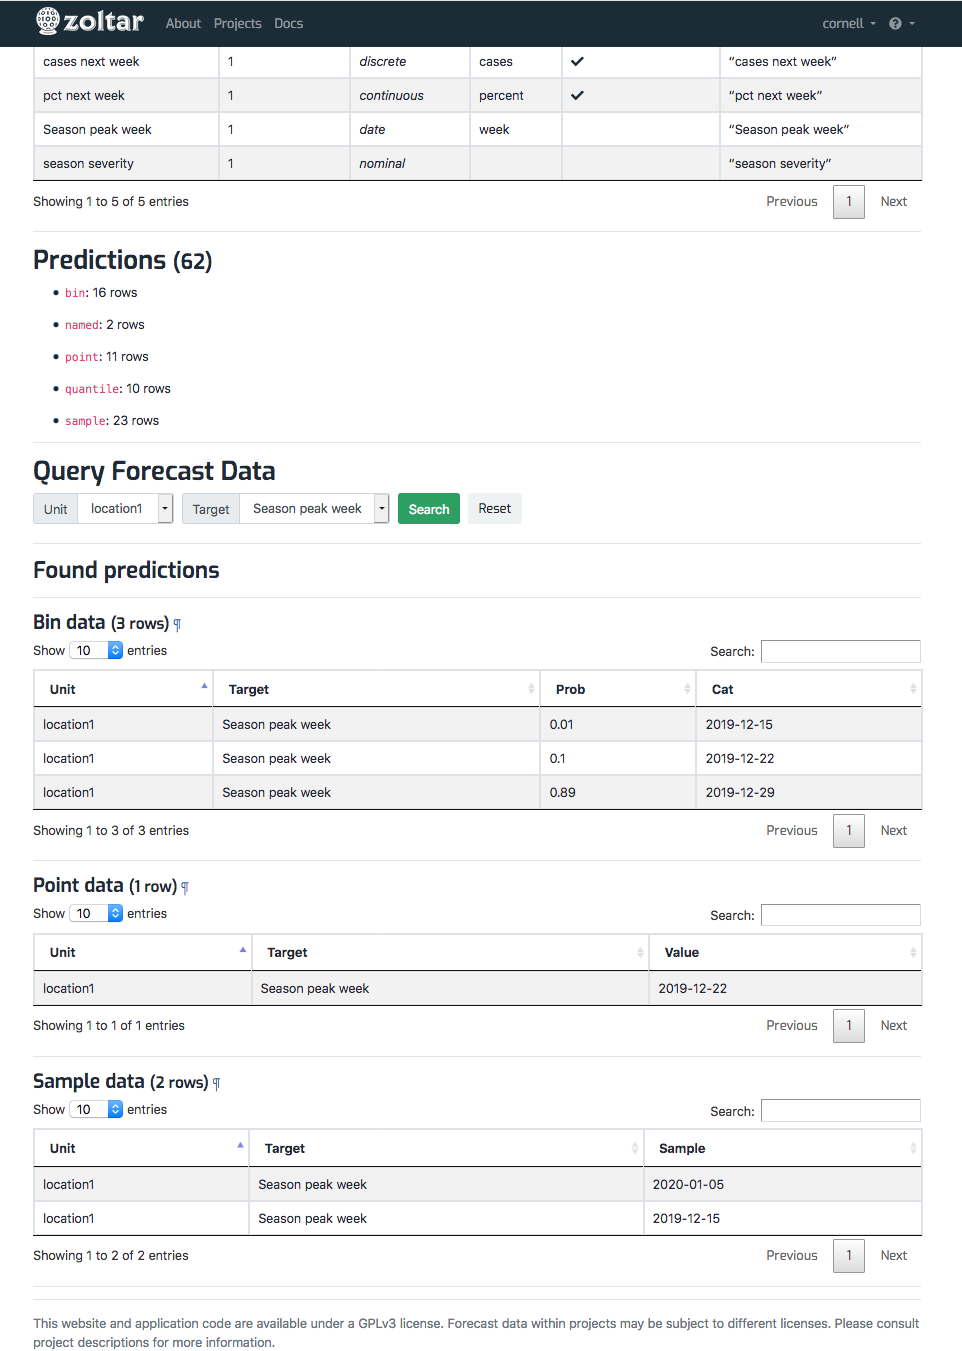 zoltar About Projects Docs cornell ?
cases next week 1 discrete cases ✓ “cases next week”
pct next week 1 continuous percent ✓ “pct next week”
Season peak week 1 date week “Season peak week”
season severity 1 nominal “season severity”
Showing 1 to 5 of 5 entries Previous 1 Next
Predictions (62)
• bin: 16 rows
• named: 2 rows
• point: 11 rows
• quantile: 10 rows
• sample: 23 rows
Query Forecast Data
Unit location1 Target Season peak week Search Reset
Found predictions
Bin data (3 rows) ¶
Show 10 entries Search:
Unit Target Prob Cat
location1 Season peak week 0.01 2019-12-15
location1 Season peak week 0.1 2019-12-22
location1 Season peak week 0.89 2019-12-29
Showing 1 to 3 of 3 entries Previous 1 Next
Point data (1 row) ¶
Show 10 entries Search:
Unit Target Value
location1 Season peak week 2019-12-22
Showing 1 to 1 of 1 entries Previous 1 Next
Sample data (2 rows) ¶
Show 10 entries Search:
Unit Target Sample
location1 Season peak week 2020-01-05
location1 Season peak week 2019-12-15
Showing 1 to 2 of 2 entries Previous 1 Next
This website and application code are available under a GPLv3 license. Forecast data within projects may be subject to different licenses. Please consult
project descriptions for more information.